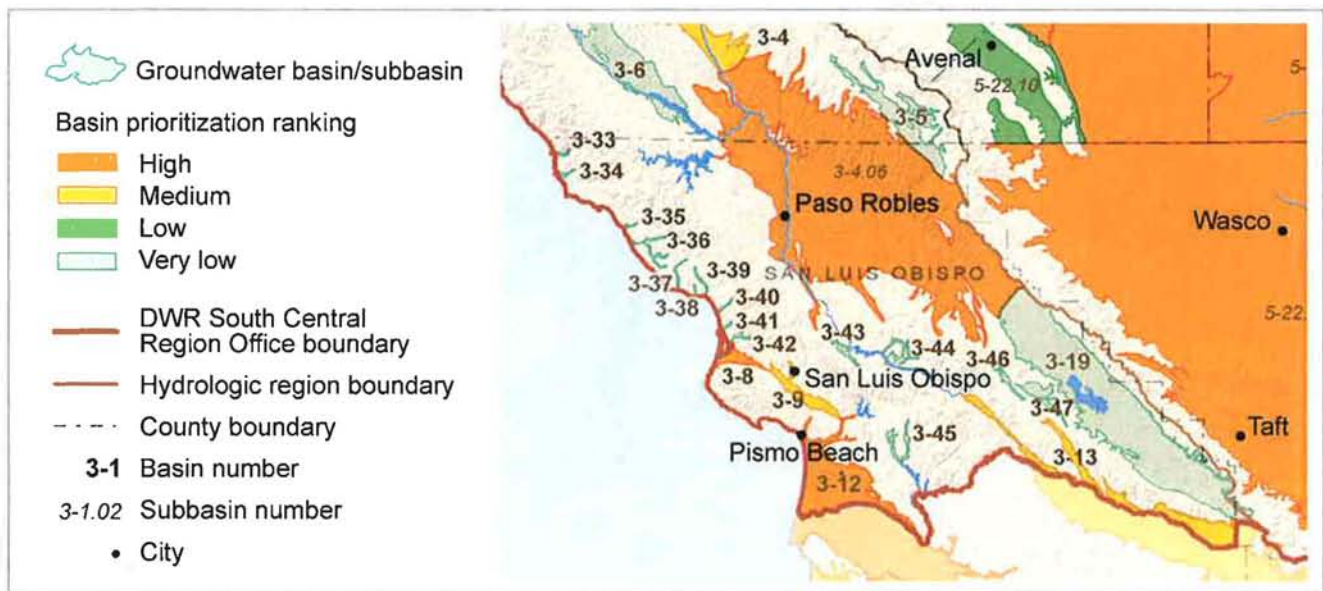 Groundwater basin/subbasin
Basin prioritization ranking
High
Medium
Low
Very low
DWR South Central
Region Office boundary
Hydrologic region boundary
County boundary
3-1 Basin number
3-1.02 Subbasin number
City
3-4
Avenal
5-22.10
5-
3-6
3-5
3-33
3-34
3-4.06
Paso Robles
Wasco
3-35
3-36
3-37
3-38
3-39
SAN LUIS OBISPO
3-40
3-41
3-42
3-43
3-44
3-46
3-19
5-22.
3-8
San Luis Obispo
3-9
3-47
3-45
Taft
Pismo Beach
3-13
3-12